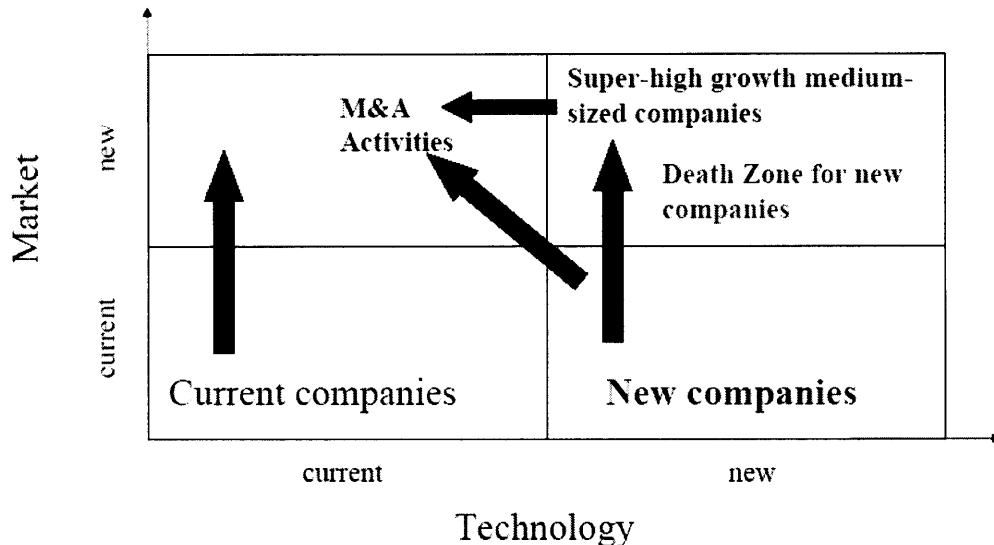 Super-high growth medium-
sized companies
M&A
Activities
Death Zone for new
companies
Market
new
current
Current companies
New companies
current
new
Technology